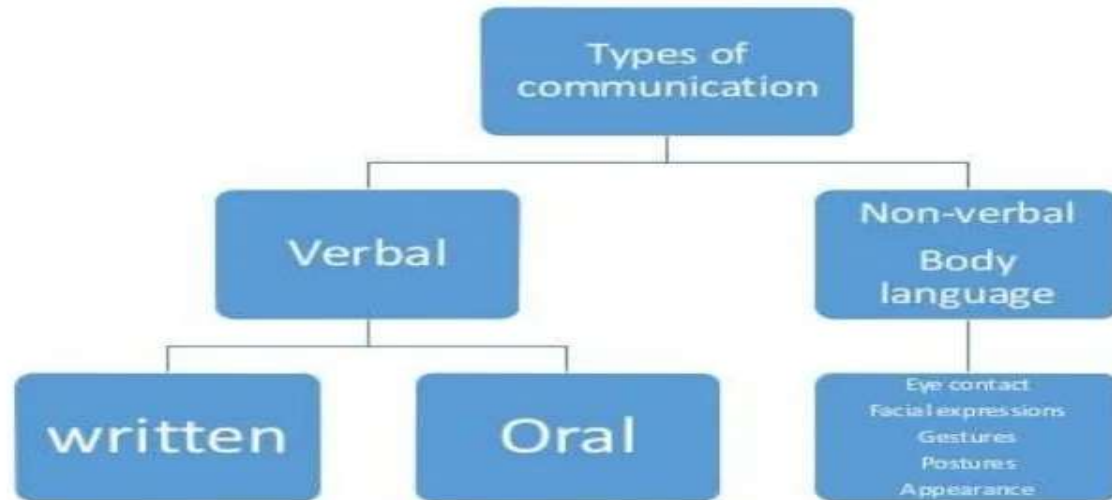 Types of
communication
Verbal
Non-verbal
Body
language
written
Oral
Eye contact
Facial expressions
Gestures
Postures
Appearance